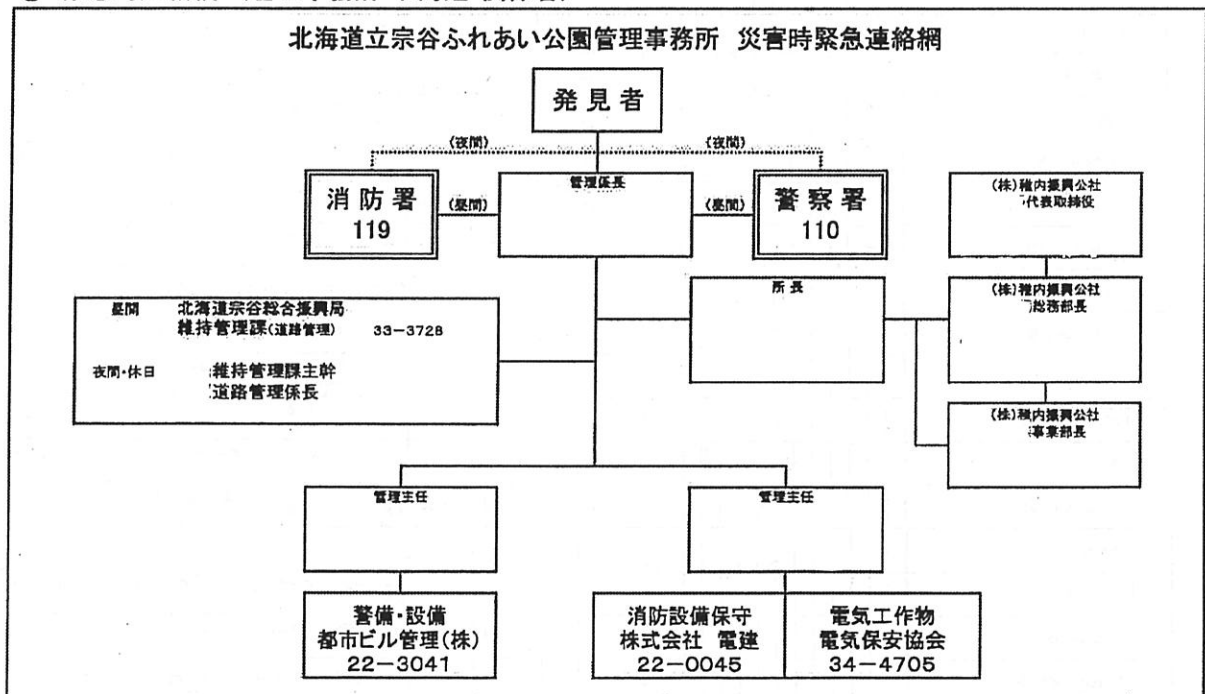 北海道立宗谷ふれあい公園管理事務所 災害時緊急連絡網
発見者
(夜間)
(夜間)
消防署
119
(昼間)
管理係長
(昼間)
警察署
110
(株)稚内振興公社
代表取締役
昼間 北海道宗谷総合振興局
維持管理課(道路管理) 33-3728
夜間・休日 維持管理課主幹
道路管理係長
所長
(株)稚内振興公社
総務部長
(株)稚内振興公社
事業部長
管理主任
管理主任
警備・設備
都市ビル管理(株)
22-3041
消防設備保守
株式会社 電建
22-0045
電気工作物
電気保安協会
34-4705